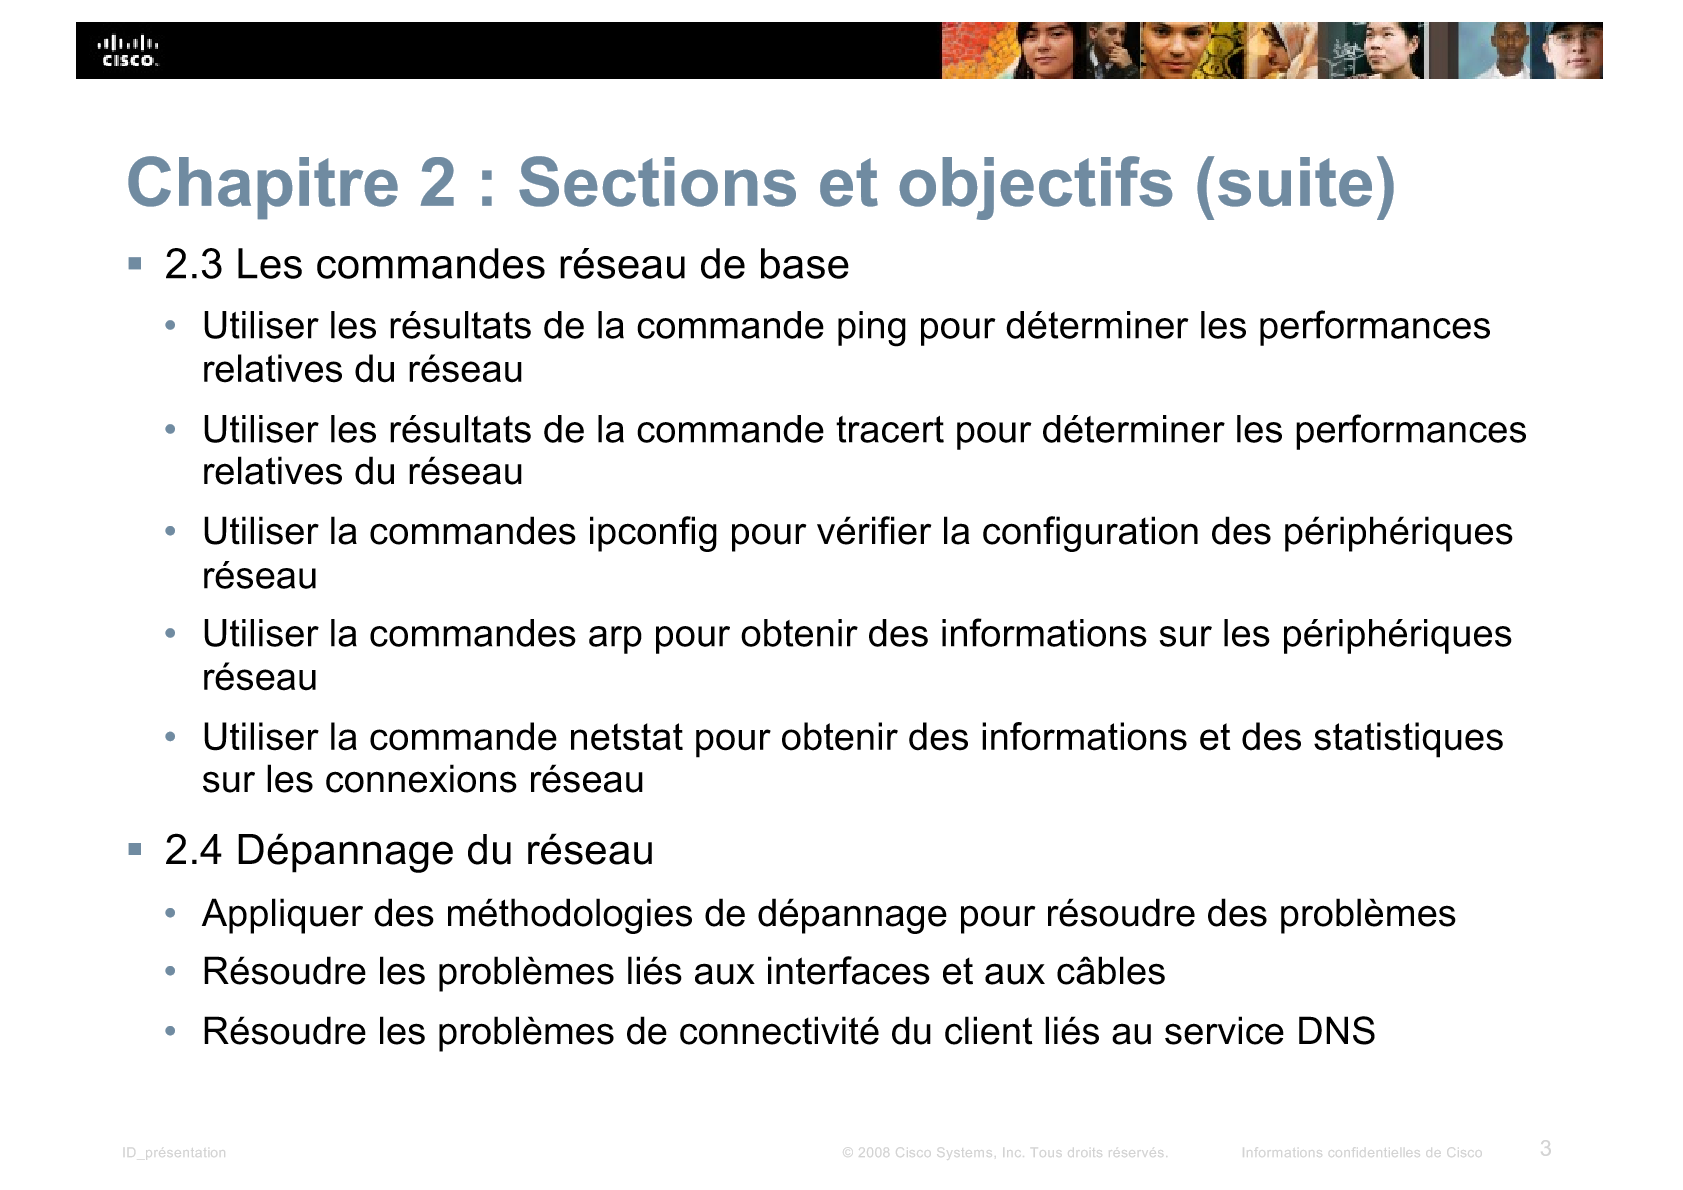 CISCO
Chapitre 2 : Sections et objectifs (suite)
▪ 2.3 Les commandes réseau de base
• Utiliser les résultats de la commande ping pour déterminer les performances
relatives du réseau
• Utiliser les résultats de la commande tracert pour déterminer les performances
relatives du réseau
• Utiliser la commandes ipconfig pour vérifier la configuration des périphériques
réseau
• Utiliser la commandes arp pour obtenir des informations sur les périphériques
réseau
• Utiliser la commande netstat pour obtenir des informations et des statistiques
sur les connexions réseau
▪ 2.4 Dépannage du réseau
• Appliquer des méthodologies de dépannage pour résoudre des problèmes
• Résoudre les problèmes liés aux interfaces et aux câbles
• Résoudre les problèmes de connectivité du client liés au service DNS
ID_présentation © 2008 Cisco Systems, Inc. Tous droits réservés. Informations confidentielles de Cisco 3